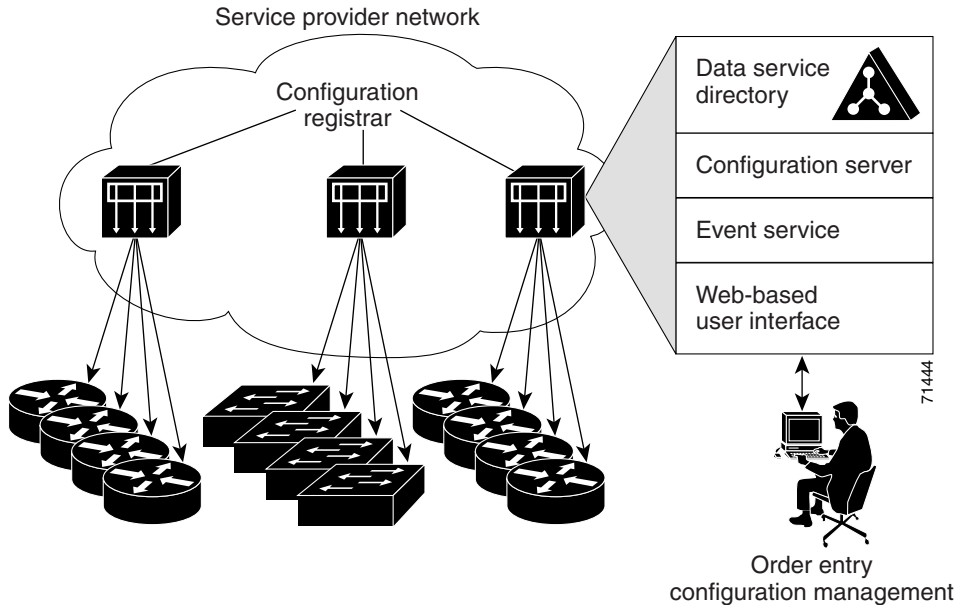 Service provider network
Configuration
registrar
Data service
directory
Configuration server
Event service
Web-based
user interface
71444
Order entry
configuration management